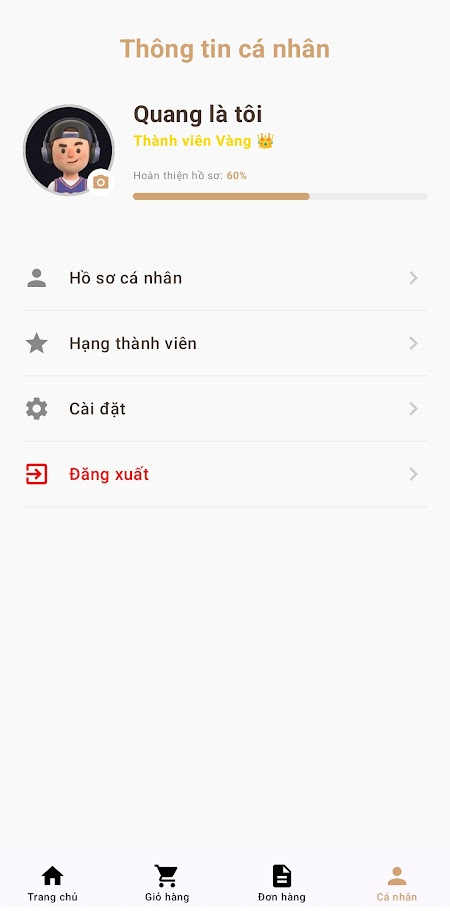 Thông tin cá nhân
Quang là tôi
Thành viên Vàng 👑
Hoàn thiện hồ sơ: 60%
Hồ sơ cá nhân
Hạng thành viên
Cài đặt
Đăng xuất
Trang chủ
Giỏ hàng
Đơn hàng
Cá nhân